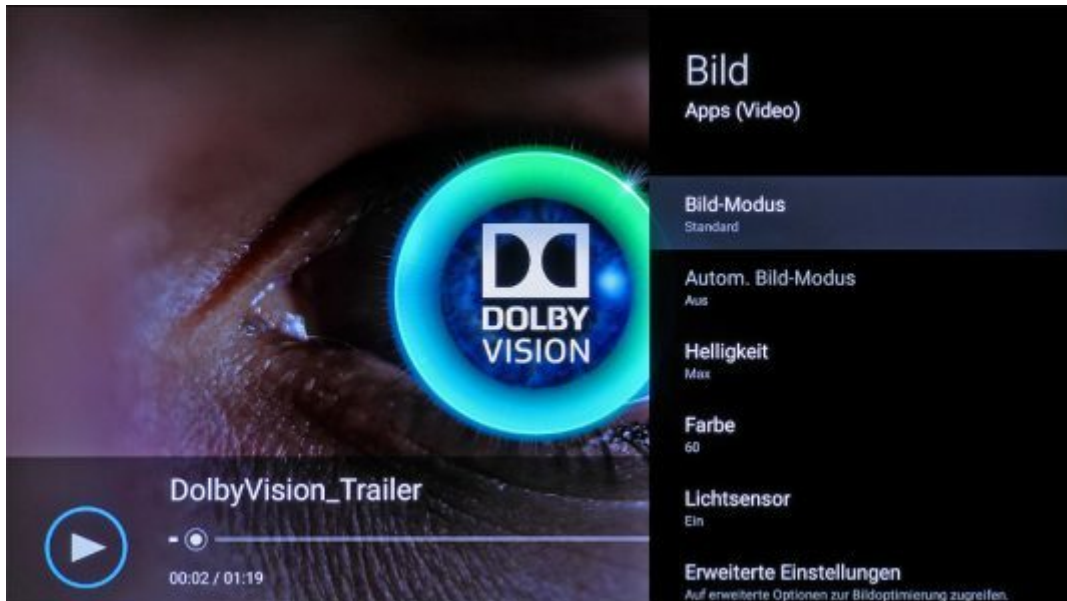 Bild
Apps (Video)
Bild-Modus
Standard
Autom. Bild-Modus
Aus
Helligkeit
Max
Farbe
60
Lichtsensor
Ein
Erweiterte Einstellungen
Auf erweiterte Optionen zur Bildoptimierung zugreifen.
DOLBY
VISION
DolbyVision_Trailer
00:02 / 01:19